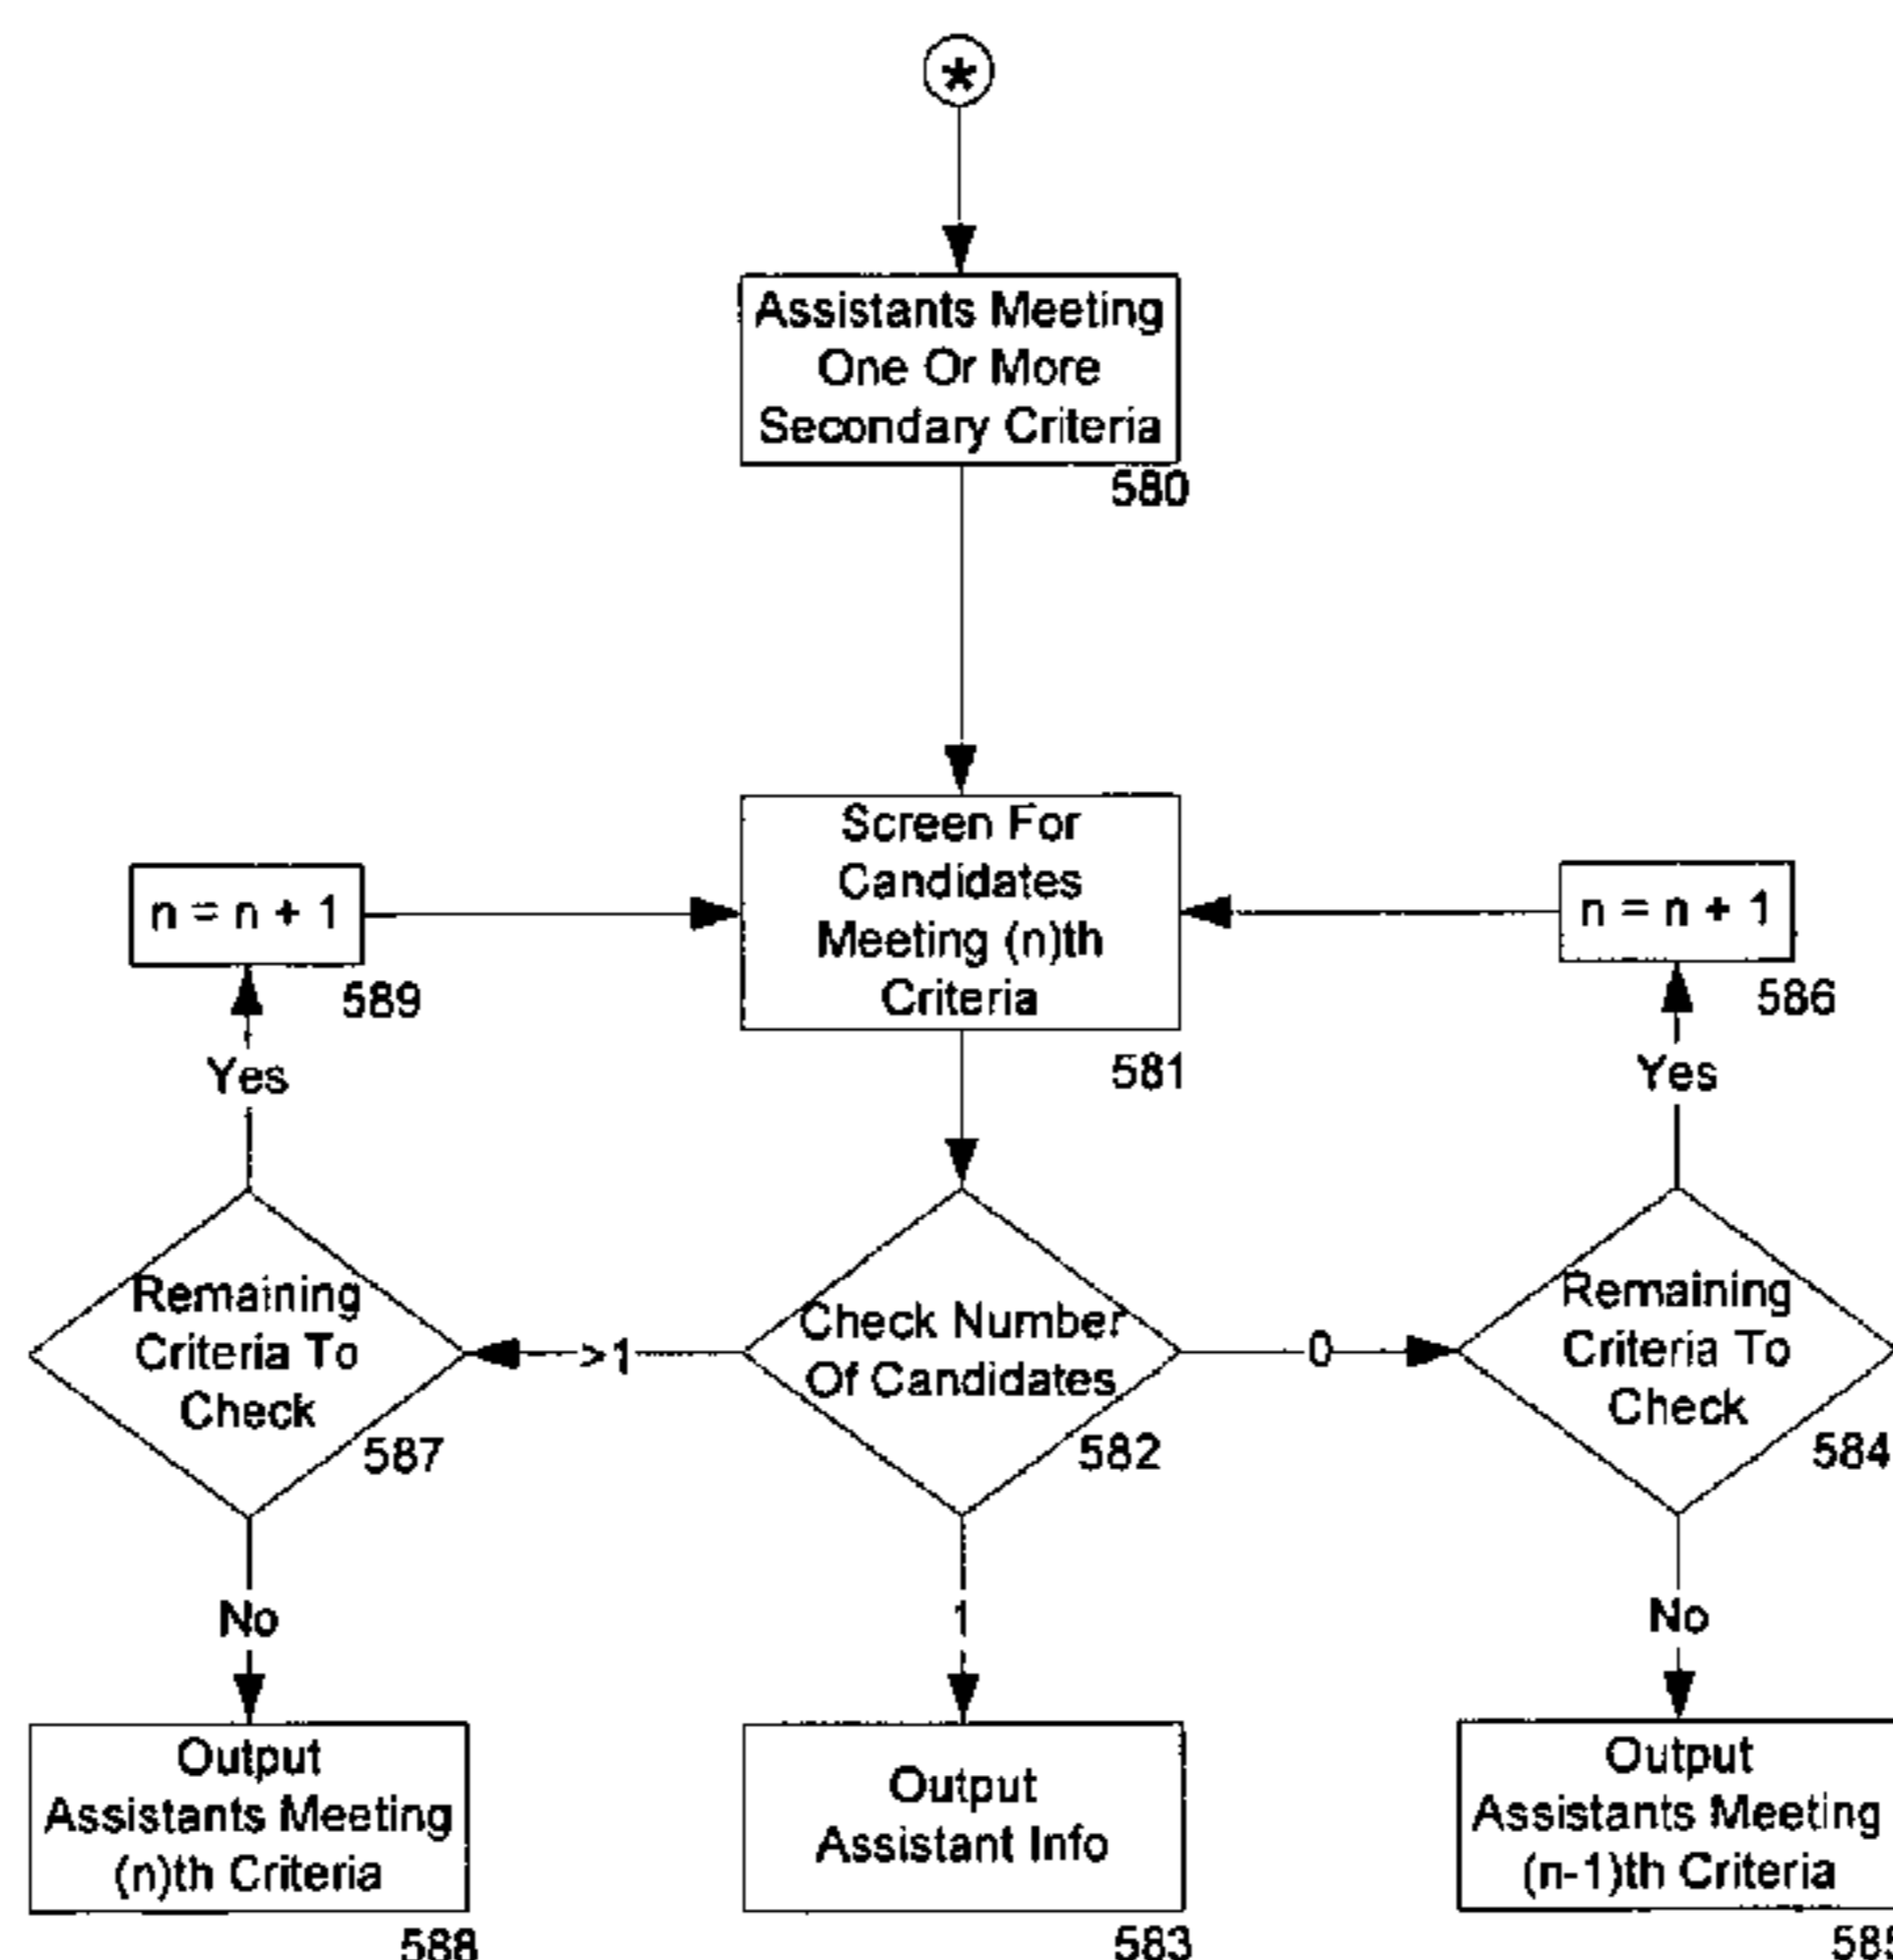 *
Assistants Meeting
One Or More
Secondary Criteria
580
Screen For
Candidates
Meeting (n)th
Criteria
581
n = n + 1
589
n = n + 1
586
Yes
Yes
Remaining
Criteria To
Check
587
>1
Check Number
Of Candidates
582
0
Remaining
Criteria To
Check
584
No
1
No
Output
Assistants Meeting
(n)th Criteria
588
Output
Assistant Info
583
Output
Assistants Meeting
(n-1)th Criteria
585